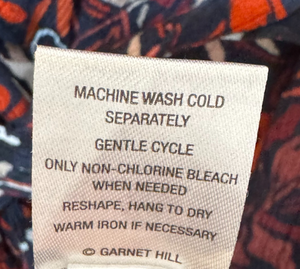 MACHINE WASH COLD
SEPARATELY
GENTLE CYCLE
ONLY NON-CHLORINE BLEACH
WHEN NEEDED
RESHAPE, HANG TO DRY
WARM IRON IF NECESSARY
© GARNET HILL